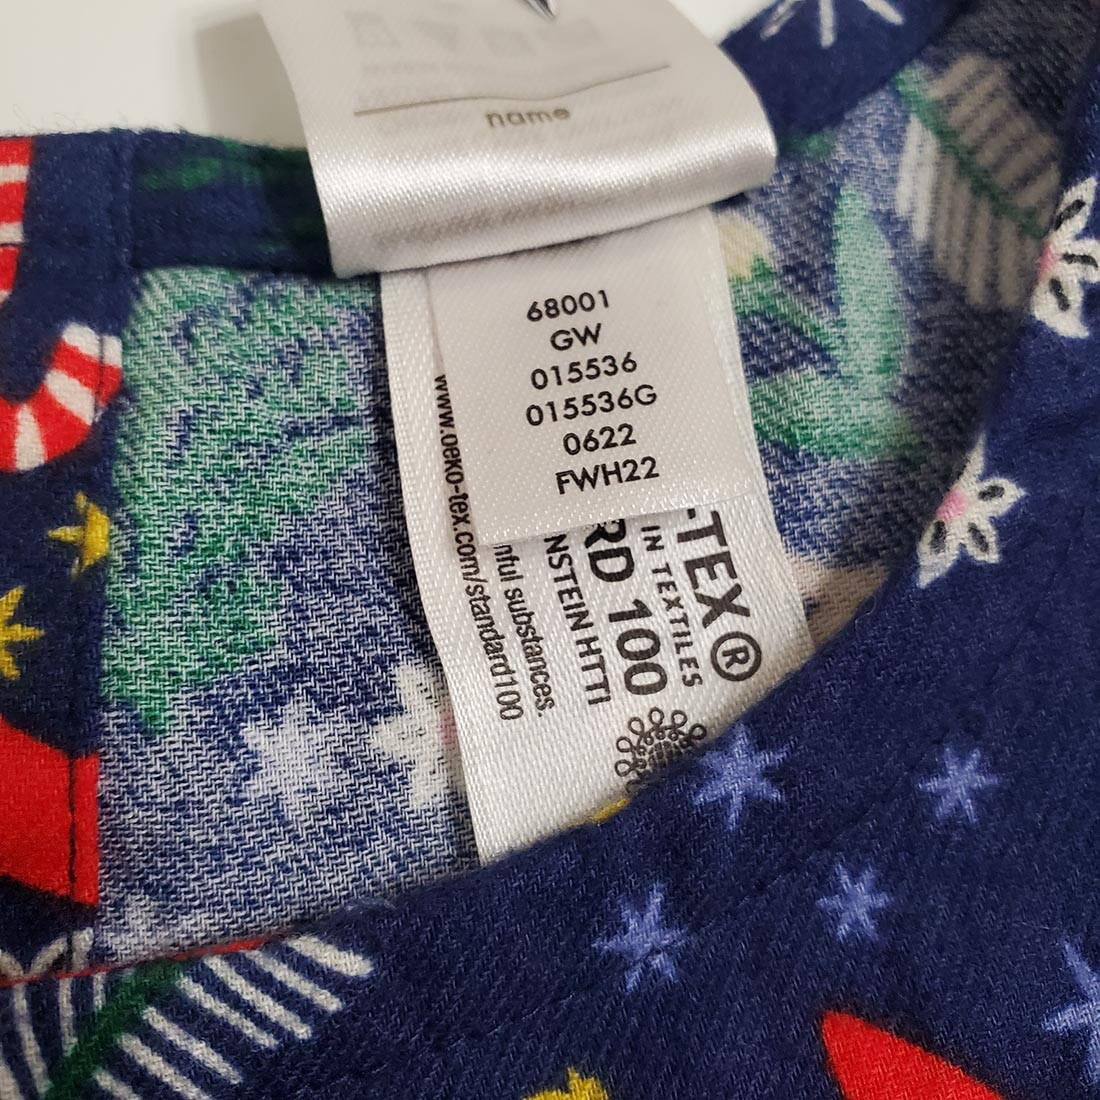 name
68001
GW
015536
015536G
0622
FWH22
-TEX®
IN TEXTILES
RD 100
NSTEIN HTTI
nful substances.
www.oeko-tex.com/standard100